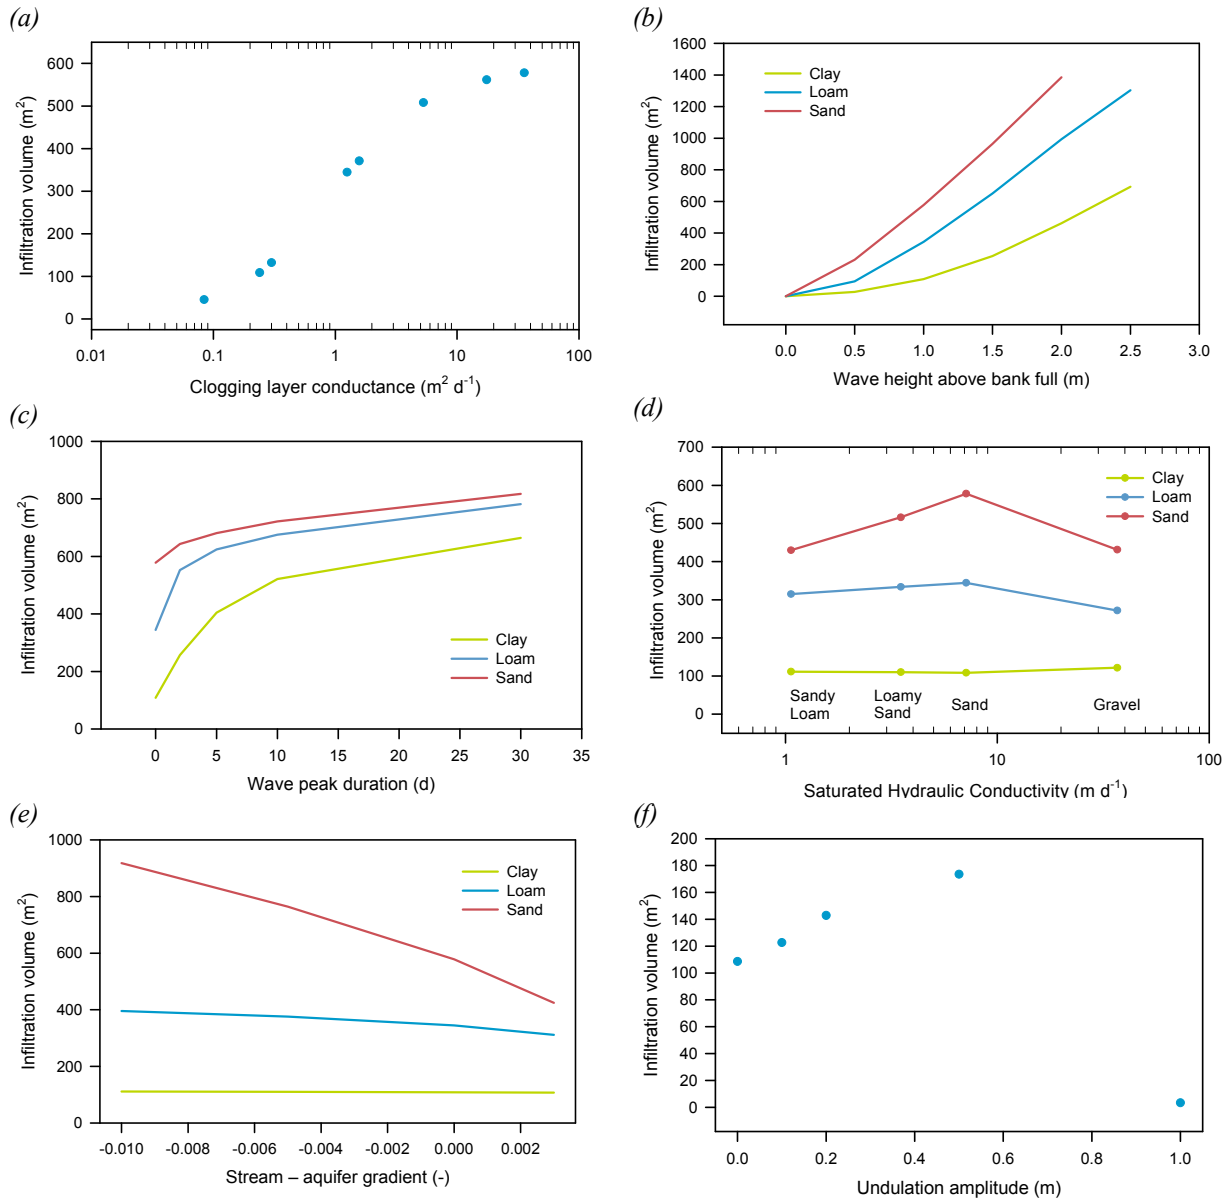 (a)
Infiltration volume (m²)
600
500
400
300
200
100
0
0.01 0.1 1 10 100
Clogging layer conductance (m² d⁻¹)
(b)
Infiltration volume (m²)
1600
1400
1200
1000
800
600
400
200
0
Clay
Loam
Sand
0.0 0.5 1.0 1.5 2.0 2.5 3.0
Wave height above bank full (m)
(c)
Infiltration volume (m²)
1000
800
600
400
200
0
Clay
Loam
Sand
0 5 10 15 20 25 30 35
Wave peak duration (d)
(d)
Infiltration volume (m²)
700
600
500
400
300
200
100
0
Clay
Loam
Sand
Sandy
Loam
Loamy
Sand
Sand
Gravel
1 10 100
Saturated Hydraulic Conductivity (m d⁻¹)
(e)
Infiltration volume (m²)
1000
800
600
400
200
0
Clay
Loam
Sand
-0.010 -0.008 -0.006 -0.004 -0.002 0.000 0.002
Stream – aquifer gradient (-)
(f)
Infiltration volume (m²)
200
180
160
140
120
100
80
60
40
20
0
0.0 0.2 0.4 0.6 0.8 1.0
Undulation amplitude (m)